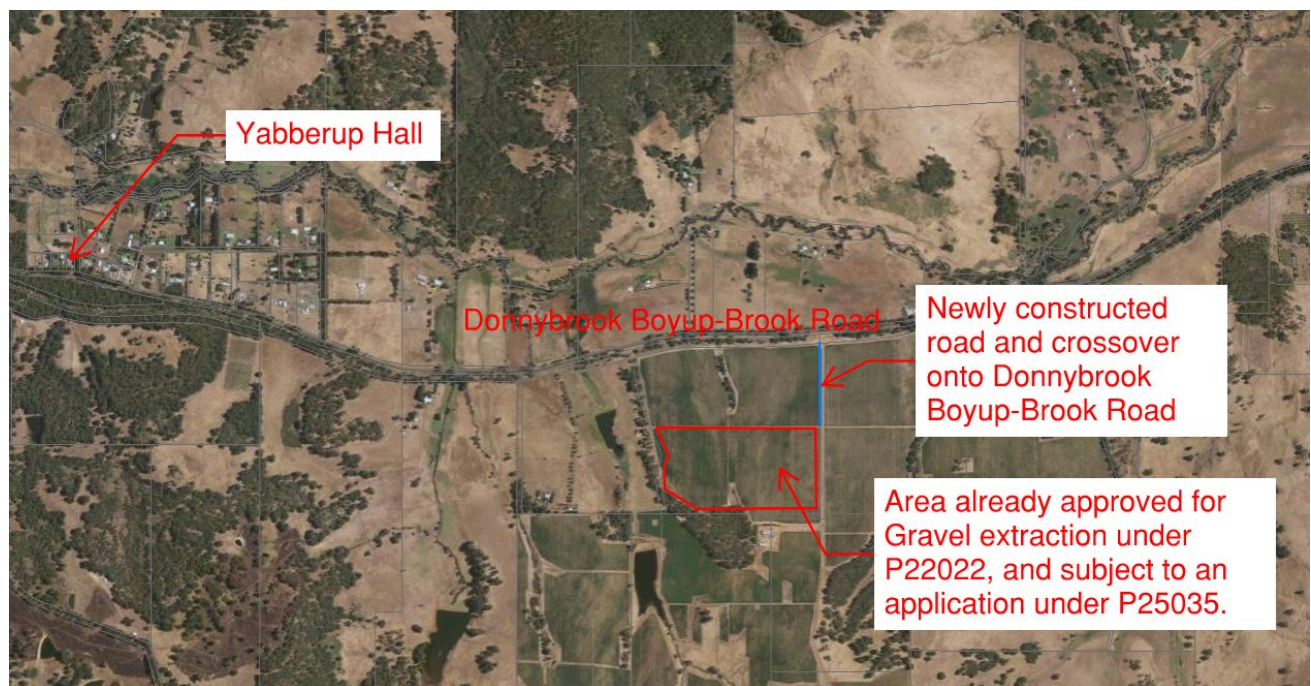 Yabberup Hall
Donnybrook Boyup-Brook Road
Newly constructed
road and crossover
onto Donnybrook
Boyup-Brook Road
Area already approved for
Gravel extraction under
P22022, and subject to an
application under P25035.